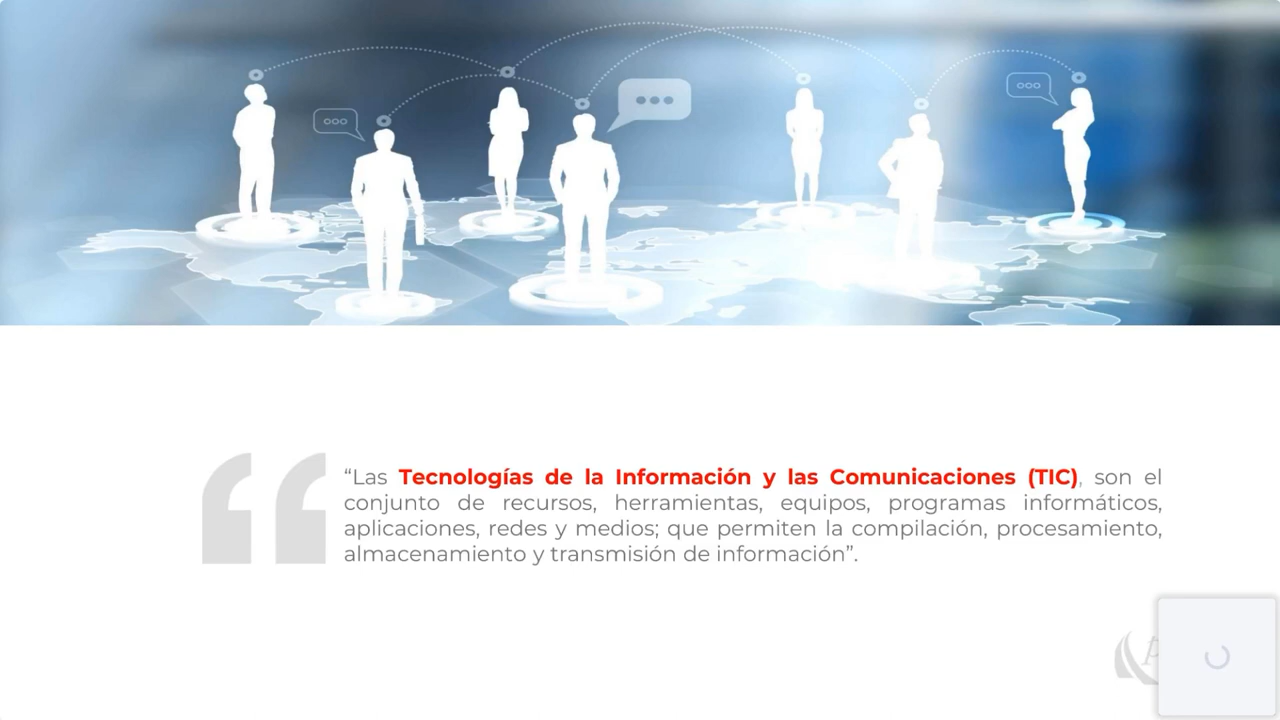 “Las Tecnologías de la Información y las Comunicaciones (TIC), son el
conjunto de recursos, herramientas, equipos, programas informáticos,
aplicaciones, redes y medios; que permiten la compilación, procesamiento,
almacenamiento y transmisión de información”.